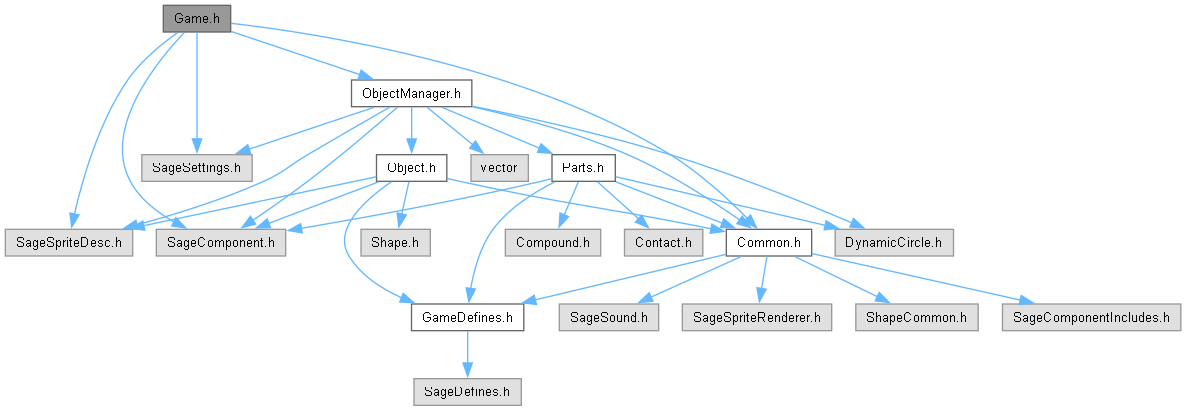 Game.h
ObjectManager.h
SageSettings.h
Object.h
vector
Parts.h
SageSpriteDesc.h
SageComponent.h
Shape.h
Compound.h
Contact.h
Common.h
DynamicCircle.h
GameDefines.h
SageSound.h
SageSpriteRenderer.h
ShapeCommon.h
SageComponentIncludes.h
SageDefines.h